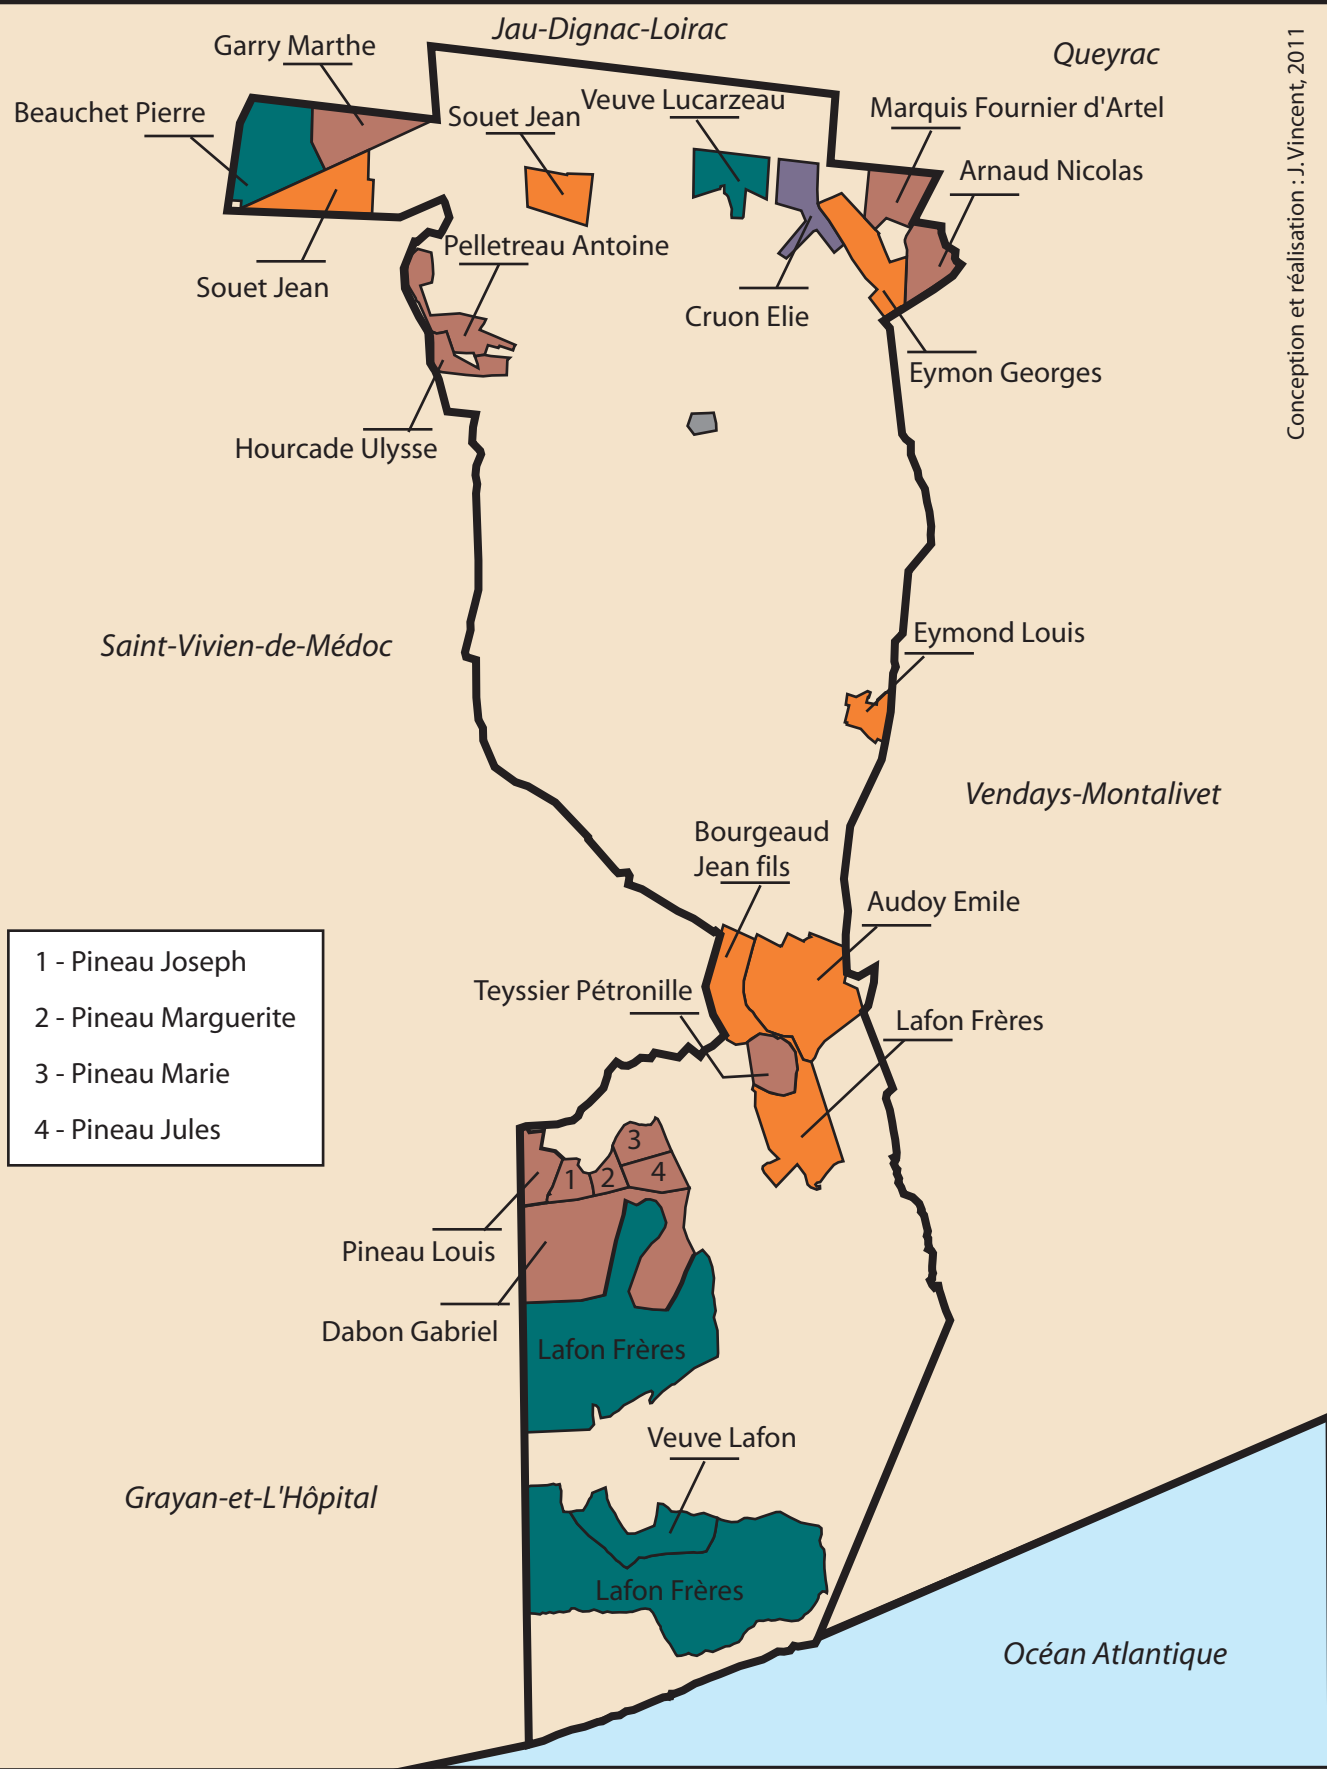 Jau-Dignac-Loirac
Garry Marthe
Queyrac
Conception et réalisation : J. Vincent, 2011
Beauchet Pierre
Souet Jean
Veuve Lucarzeau
Marquis Fournier d'Artel
Arnaud Nicolas
Pelletreau Antoine
Souet Jean
Cruon Elie
Eymon Georges
Hourcade Ulysse
Saint-Vivien-de-Médoc
Eymond Louis
Vendays-Montalivet
Bourgeaud
Jean fils
Audoy Emile
1 - Pineau Joseph
2 - Pineau Marguerite
3 - Pineau Marie
4 - Pineau Jules
Teyssier Pétronille
Lafon Frères
3
1
2
4
Pineau Louis
Dabon Gabriel
Lafon Frères
Veuve Lafon
Grayan-et-L'Hôpital
Lafon Frères
Océan Atlantique